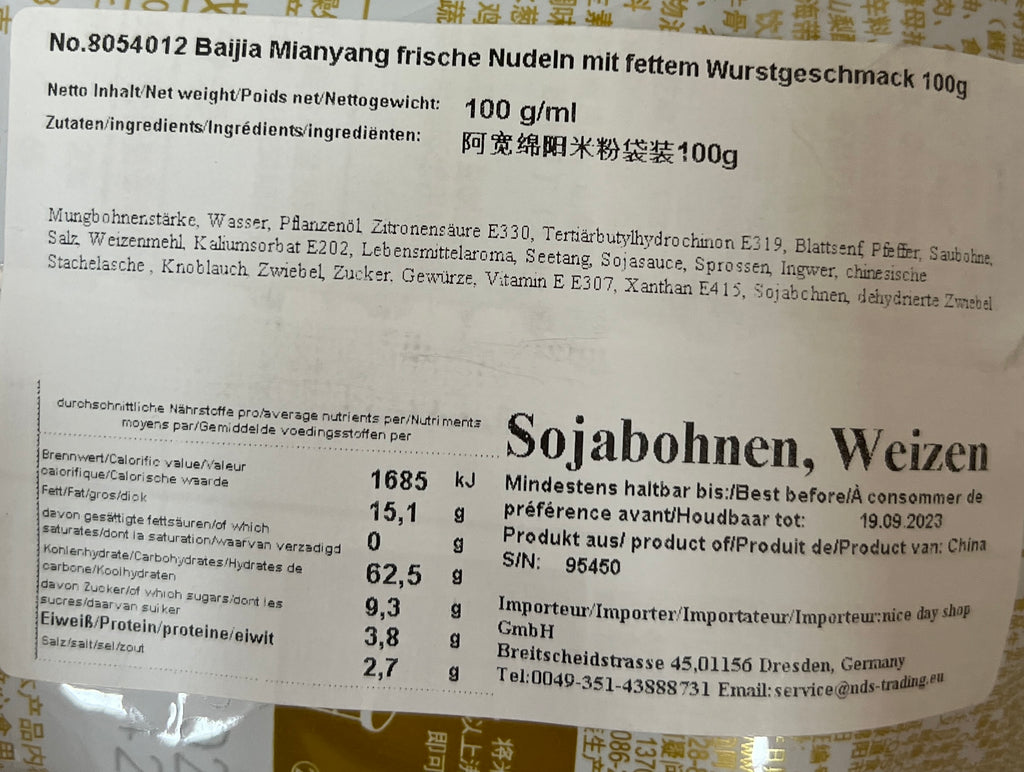 No.8054012 Baijia Mianyang frische Nudeln mit fettem Wurstgeschmack 100g
Netto Inhalt/Net weight/Poids net/Nettogewicht: 100 g/ml
Zutaten/ingredients/Ingrédients/ingrediënten: 阿宽绵阳米粉袋装100g
Mungbohnenstärke, Wasser, Pflanzenöl, Zitronensäure E330, Tertiärbutylhydrochinon E319, Blattsenf, Pfeffer, Saubohne,
Salz, Weizenmehl, Kaliumsorbat E202, Lebensmittelaroma, Seetang, Sojasauce, Sprossen, Ingwer, chinesische
Stachelasche, Knoblauch, Zwiebel, Zucker, Gewürze, Vitamin E E307, Xanthan E415, Sojabohnen, dehydrierte Zwiebel
durchschnittliche Nährstoffe pro/average nutrients per/Nutriments
moyens par/Gemiddelde voedingsstoffen per
Brennwert/Calorific value/Valeur
calorifique/Calorische waarde 1685 kJ
Fett/Fat/gros/dick 15,1 g
davon gesättigte fettsäuren/of which
saturates/dont la saturation/waarvan verzadigd 0 g
Kohlenhydrate/Carbohydrates/Hydrates de
carbone/Koolhydraten 62,5 g
davon Zucker/of which sugars/dont les
sucres/daarvan suiker 9,3 g
Eiweiß/Protein/proteine/eiwit 3,8 g
Salz/salt/sel/zout 2,7 g
Sojabohnen, Weizen
Mindestens haltbar bis:/Best before/À consommer de
préférence avant/Houdbaar tot: 19.09.2023
Produkt aus/ product of/Produit de/Product van: China
S/N: 95450
Importeur/Importer/Importateur/Importeur:nice day shop
GmbH
Breitscheidstrasse 45,01156 Dresden, Germany
Tel:0049-351-43888731 Email:service@nds-trading.eu